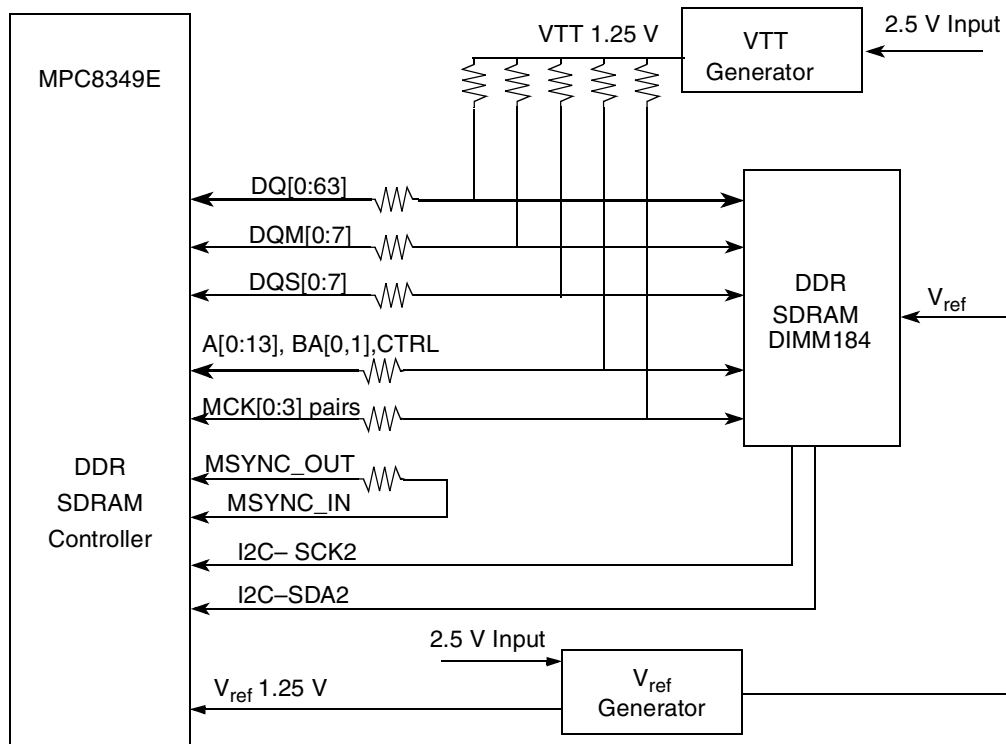 VTT 1.25 V
VTT
Generator
2.5 V Input
MPC8349E
DQ[0:63]
DQM[0:7]
DQS[0:7]
A[0:13], BA[0,1],CTRL
MCK[0:3] pairs
MSYNC_OUT
MSYNC_IN
I2C– SCK2
I2C–SDA2
DDR
SDRAM
Controller
DDR
SDRAM
DIMM184
Vref
2.5 V Input
Vref 1.25 V
Vref
Generator